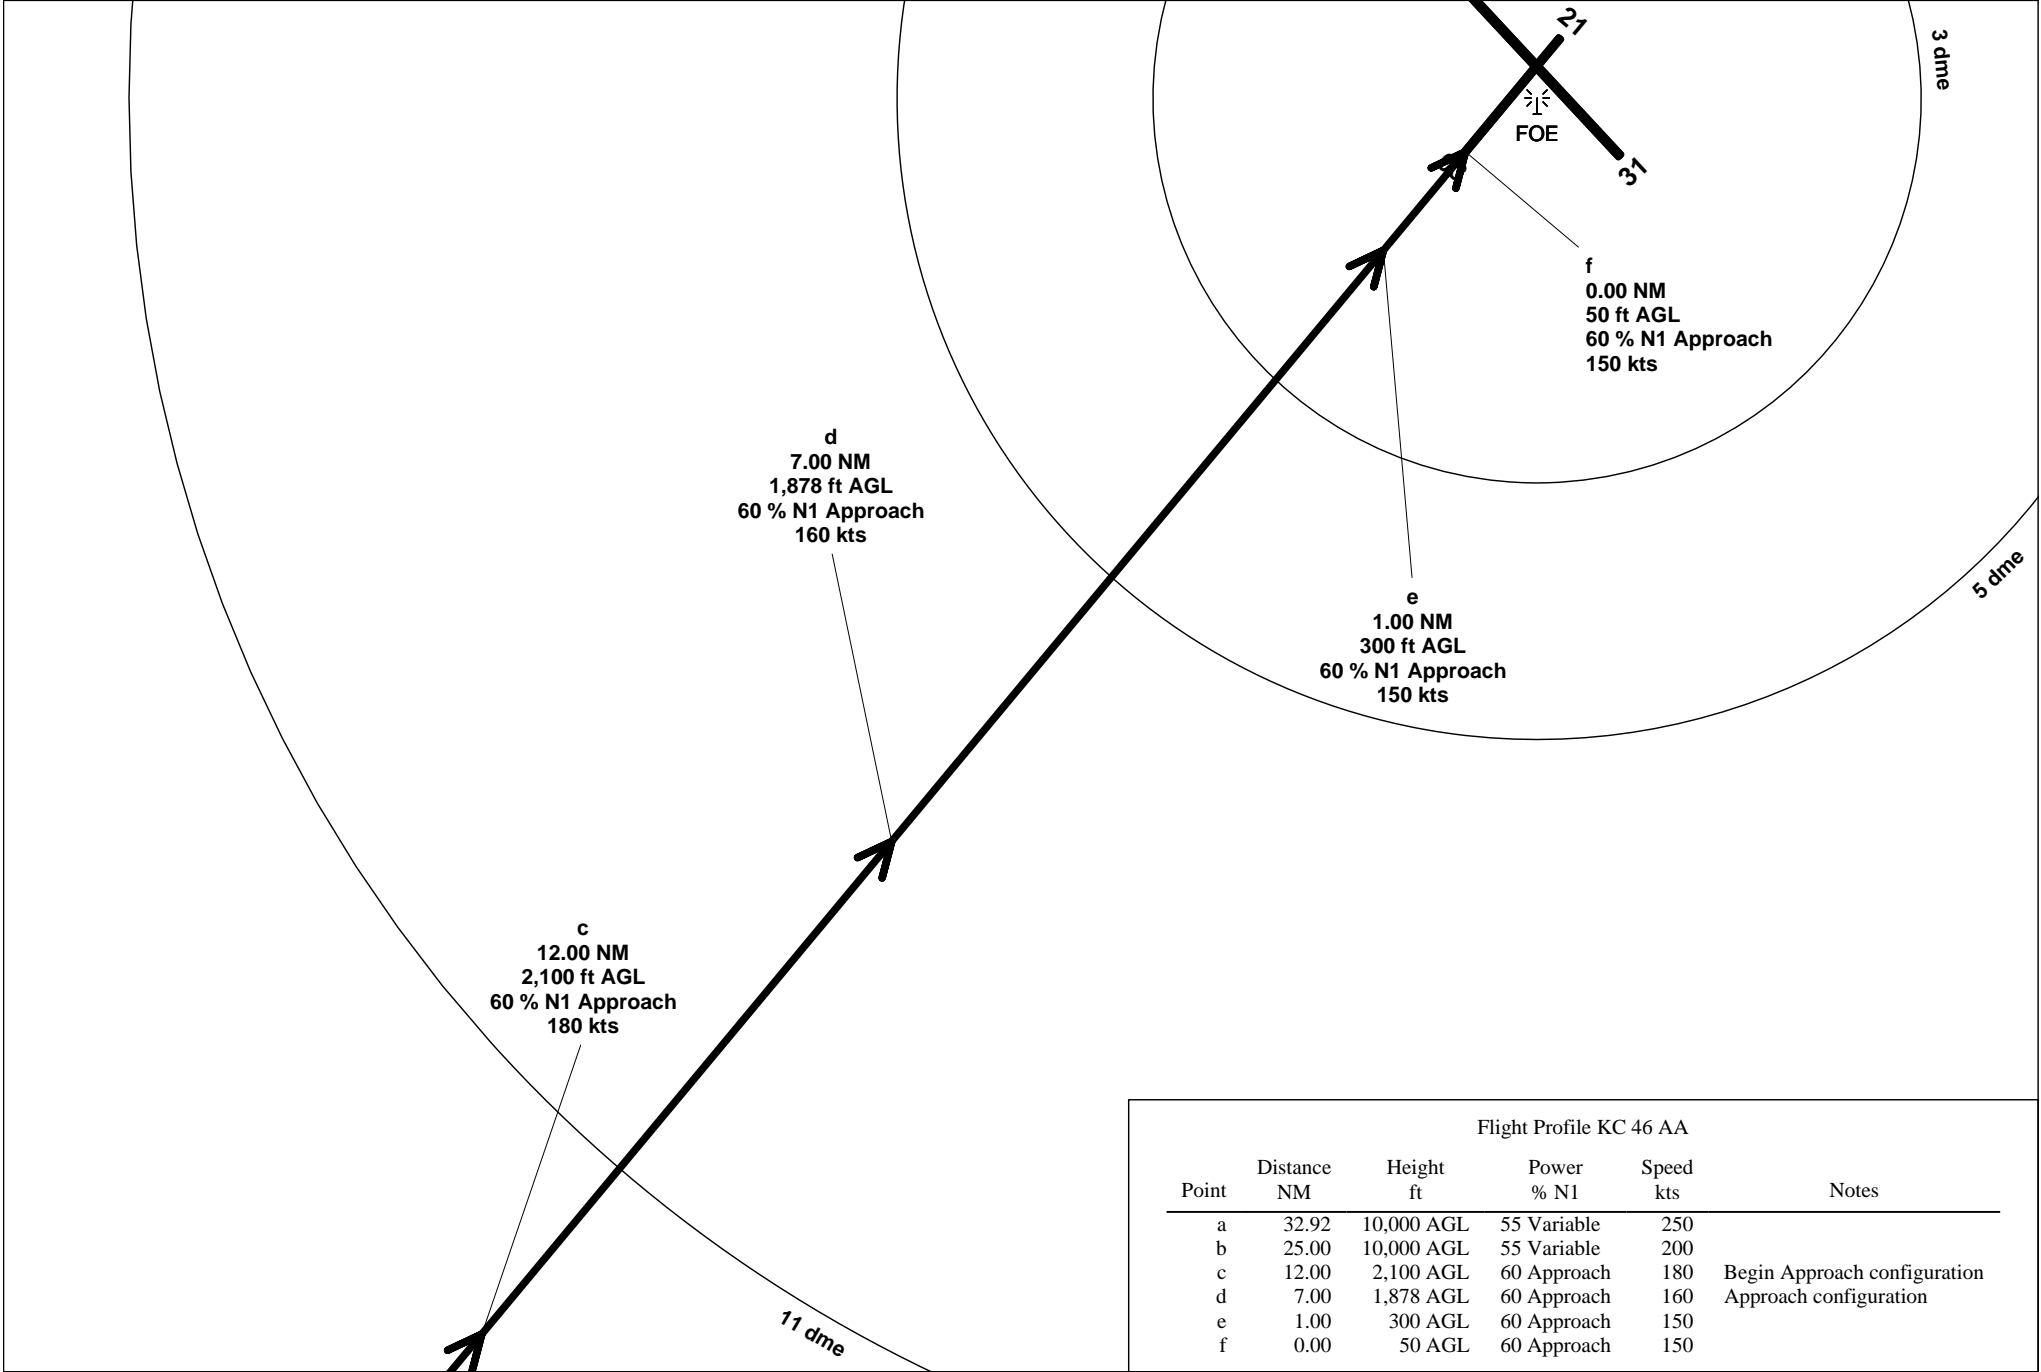 21
3 dme
FOE
31
f
0.00 NM
50 ft AGL
60 % N1 Approach
150 kts
d
7.00 NM
1,878 ft AGL
60 % N1 Approach
160 kts
5 dme
e
1.00 NM
300 ft AGL
60 % N1 Approach
150 kts
c
12.00 NM
2,100 ft AGL
60 % N1 Approach
180 kts
11 dme
Flight Profile KC 46 AA
Distance Height Power Speed
Point NM ft % N1 kts Notes
a 32.92 10,000 AGL 55 Variable 250
b 25.00 10,000 AGL 55 Variable 200
c 12.00 2,100 AGL 60 Approach 180 Begin Approach configuration
d 7.00 1,878 AGL 60 Approach 160 Approach configuration
e 1.00 300 AGL 60 Approach 150
f 0.00 50 AGL 60 Approach 150